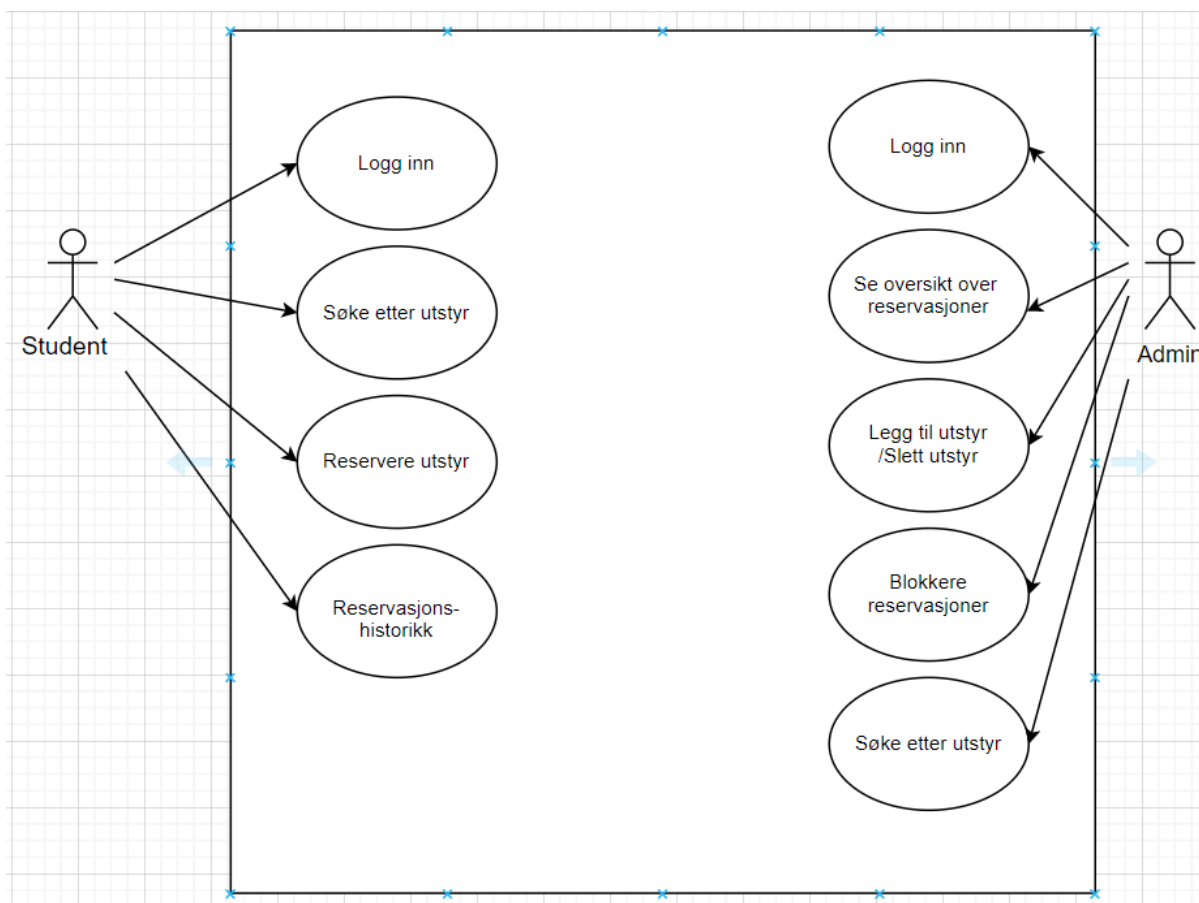 Logg inn
Søke etter utstyr
Reservere utstyr
Reservasjons-
historikk
Student
Logg inn
Se oversikt over
reservasjoner
Legg til utstyr
/Slett utstyr
Blokkere
reservasjoner
Søke etter utstyr
Admin